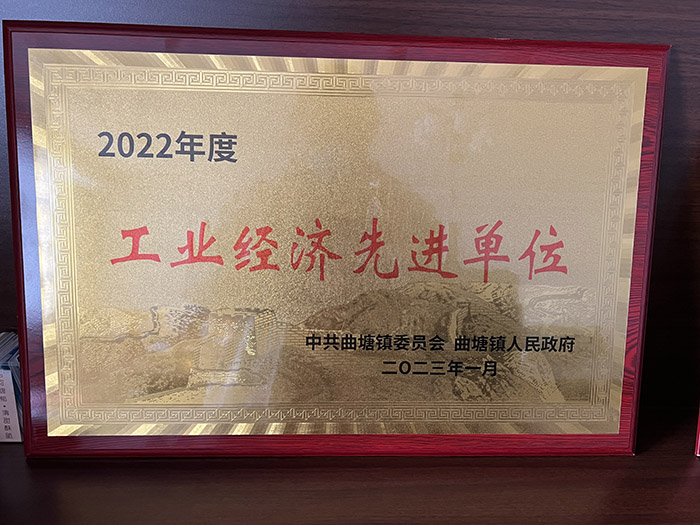 2022年度
工业经济先进单位
中共曲塘镇委员会 曲塘镇人民政府
二〇二三年一月